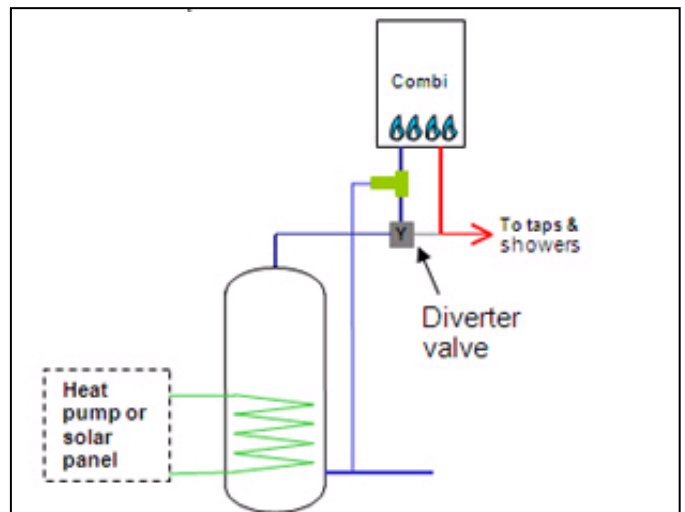 Combi
Y
To taps &
showers
Diverter
valve
Heat
pump or
solar
panel